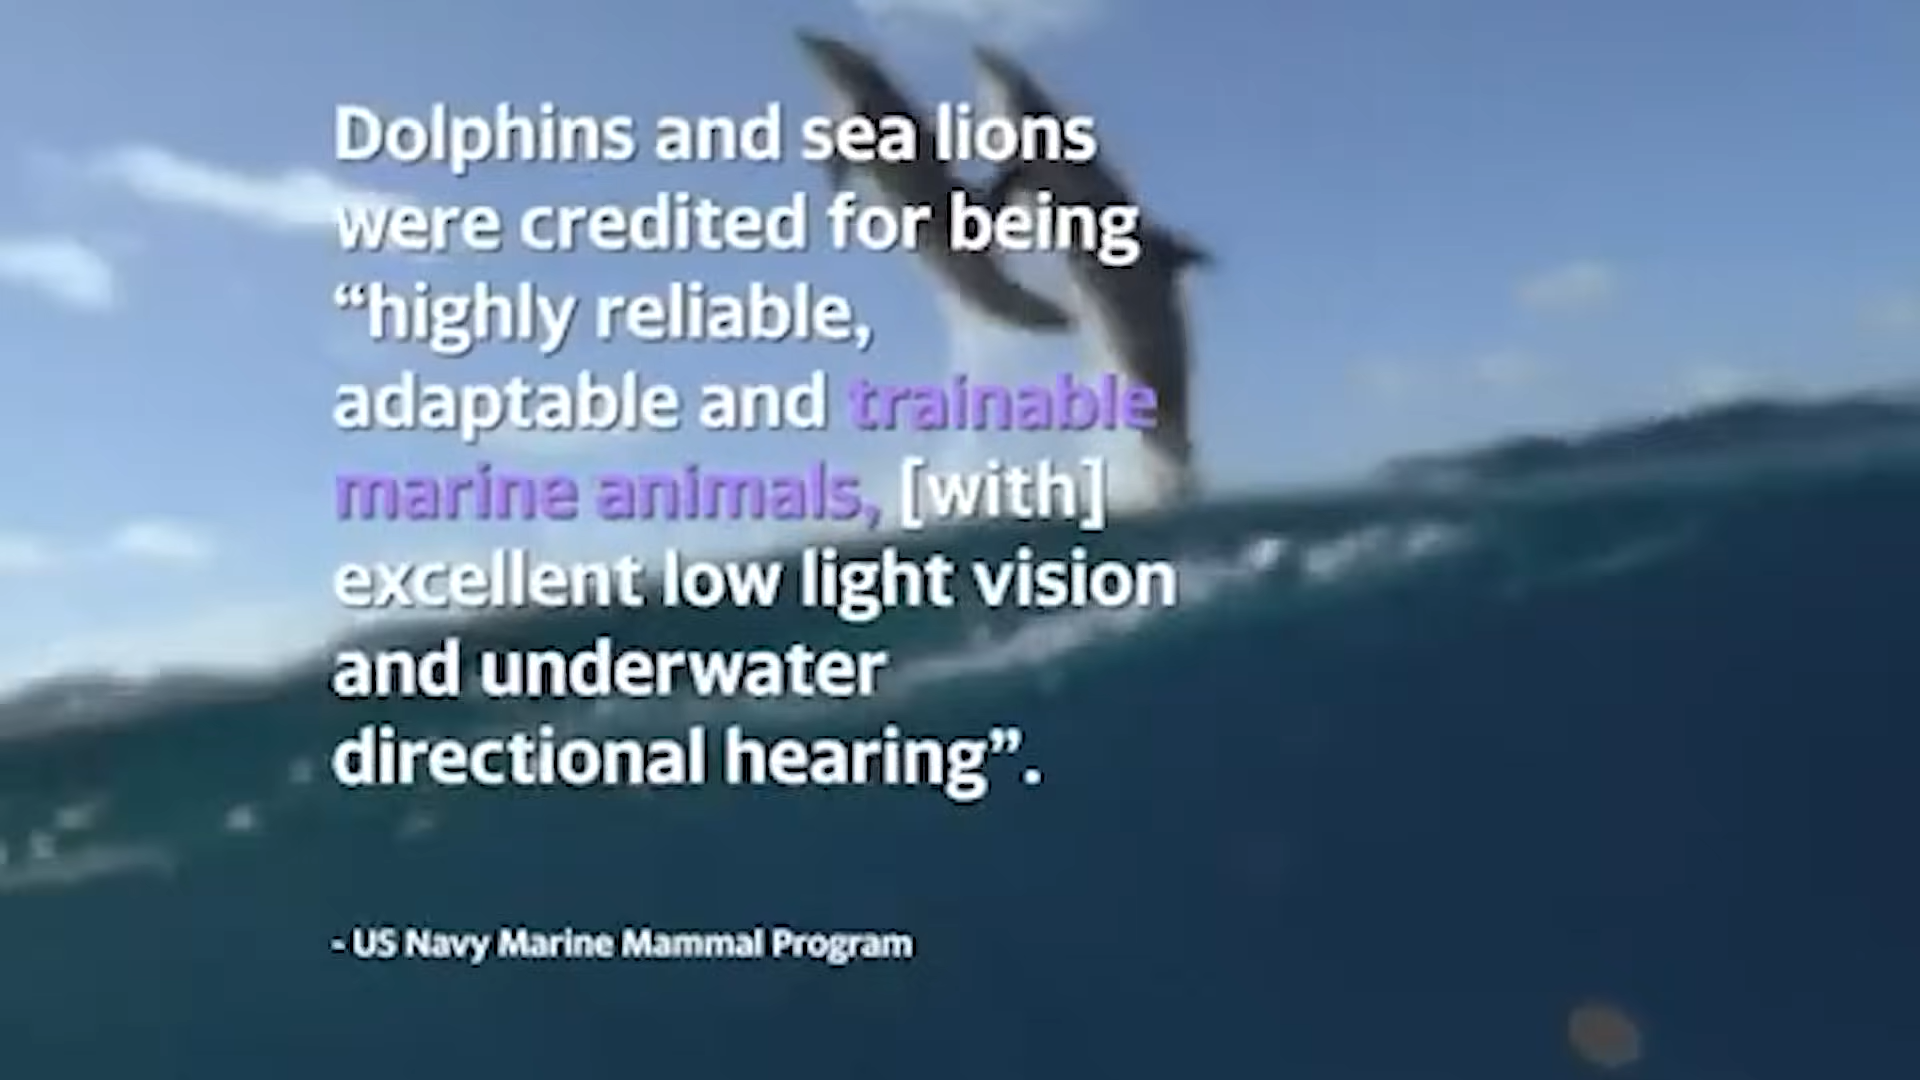 Dolphins and sea lions
were credited for being
“highly reliable,
adaptable and trainable
marine animals, [with]
excellent low light vision
and underwater
directional hearing”.
- US Navy Marine Mammal Program